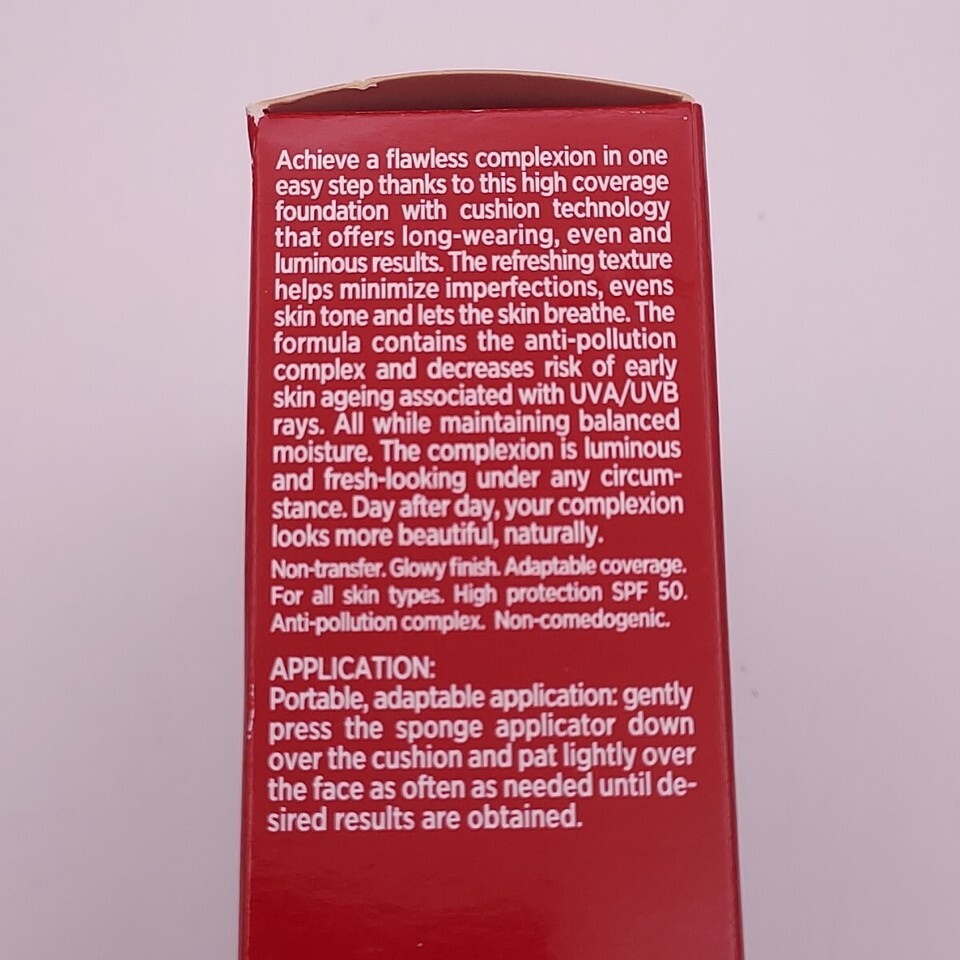 Achieve a flawless complexion in one
easy step thanks to this high coverage
foundation with cushion technology
that offers long-wearing, even and
luminous results. The refreshing texture
helps minimize imperfections, evens
skin tone and lets the skin breathe. The
formula contains the anti-pollution
complex and decreases risk of early
skin ageing associated with UVA/UVB
rays. All while maintaining balanced
moisture. The complexion is luminous
and fresh-looking under any circum-
stance. Day after day, your complexion
looks more beautiful, naturally.
Non-transfer. Glowy finish. Adaptable coverage.
For all skin types. High protection SPF 50.
Anti-pollution complex. Non-comedogenic.
APPLICATION:
Portable, adaptable application: gently
press the sponge applicator down
over the cushion and pat lightly over
the face as often as needed until de-
sired results are obtained.